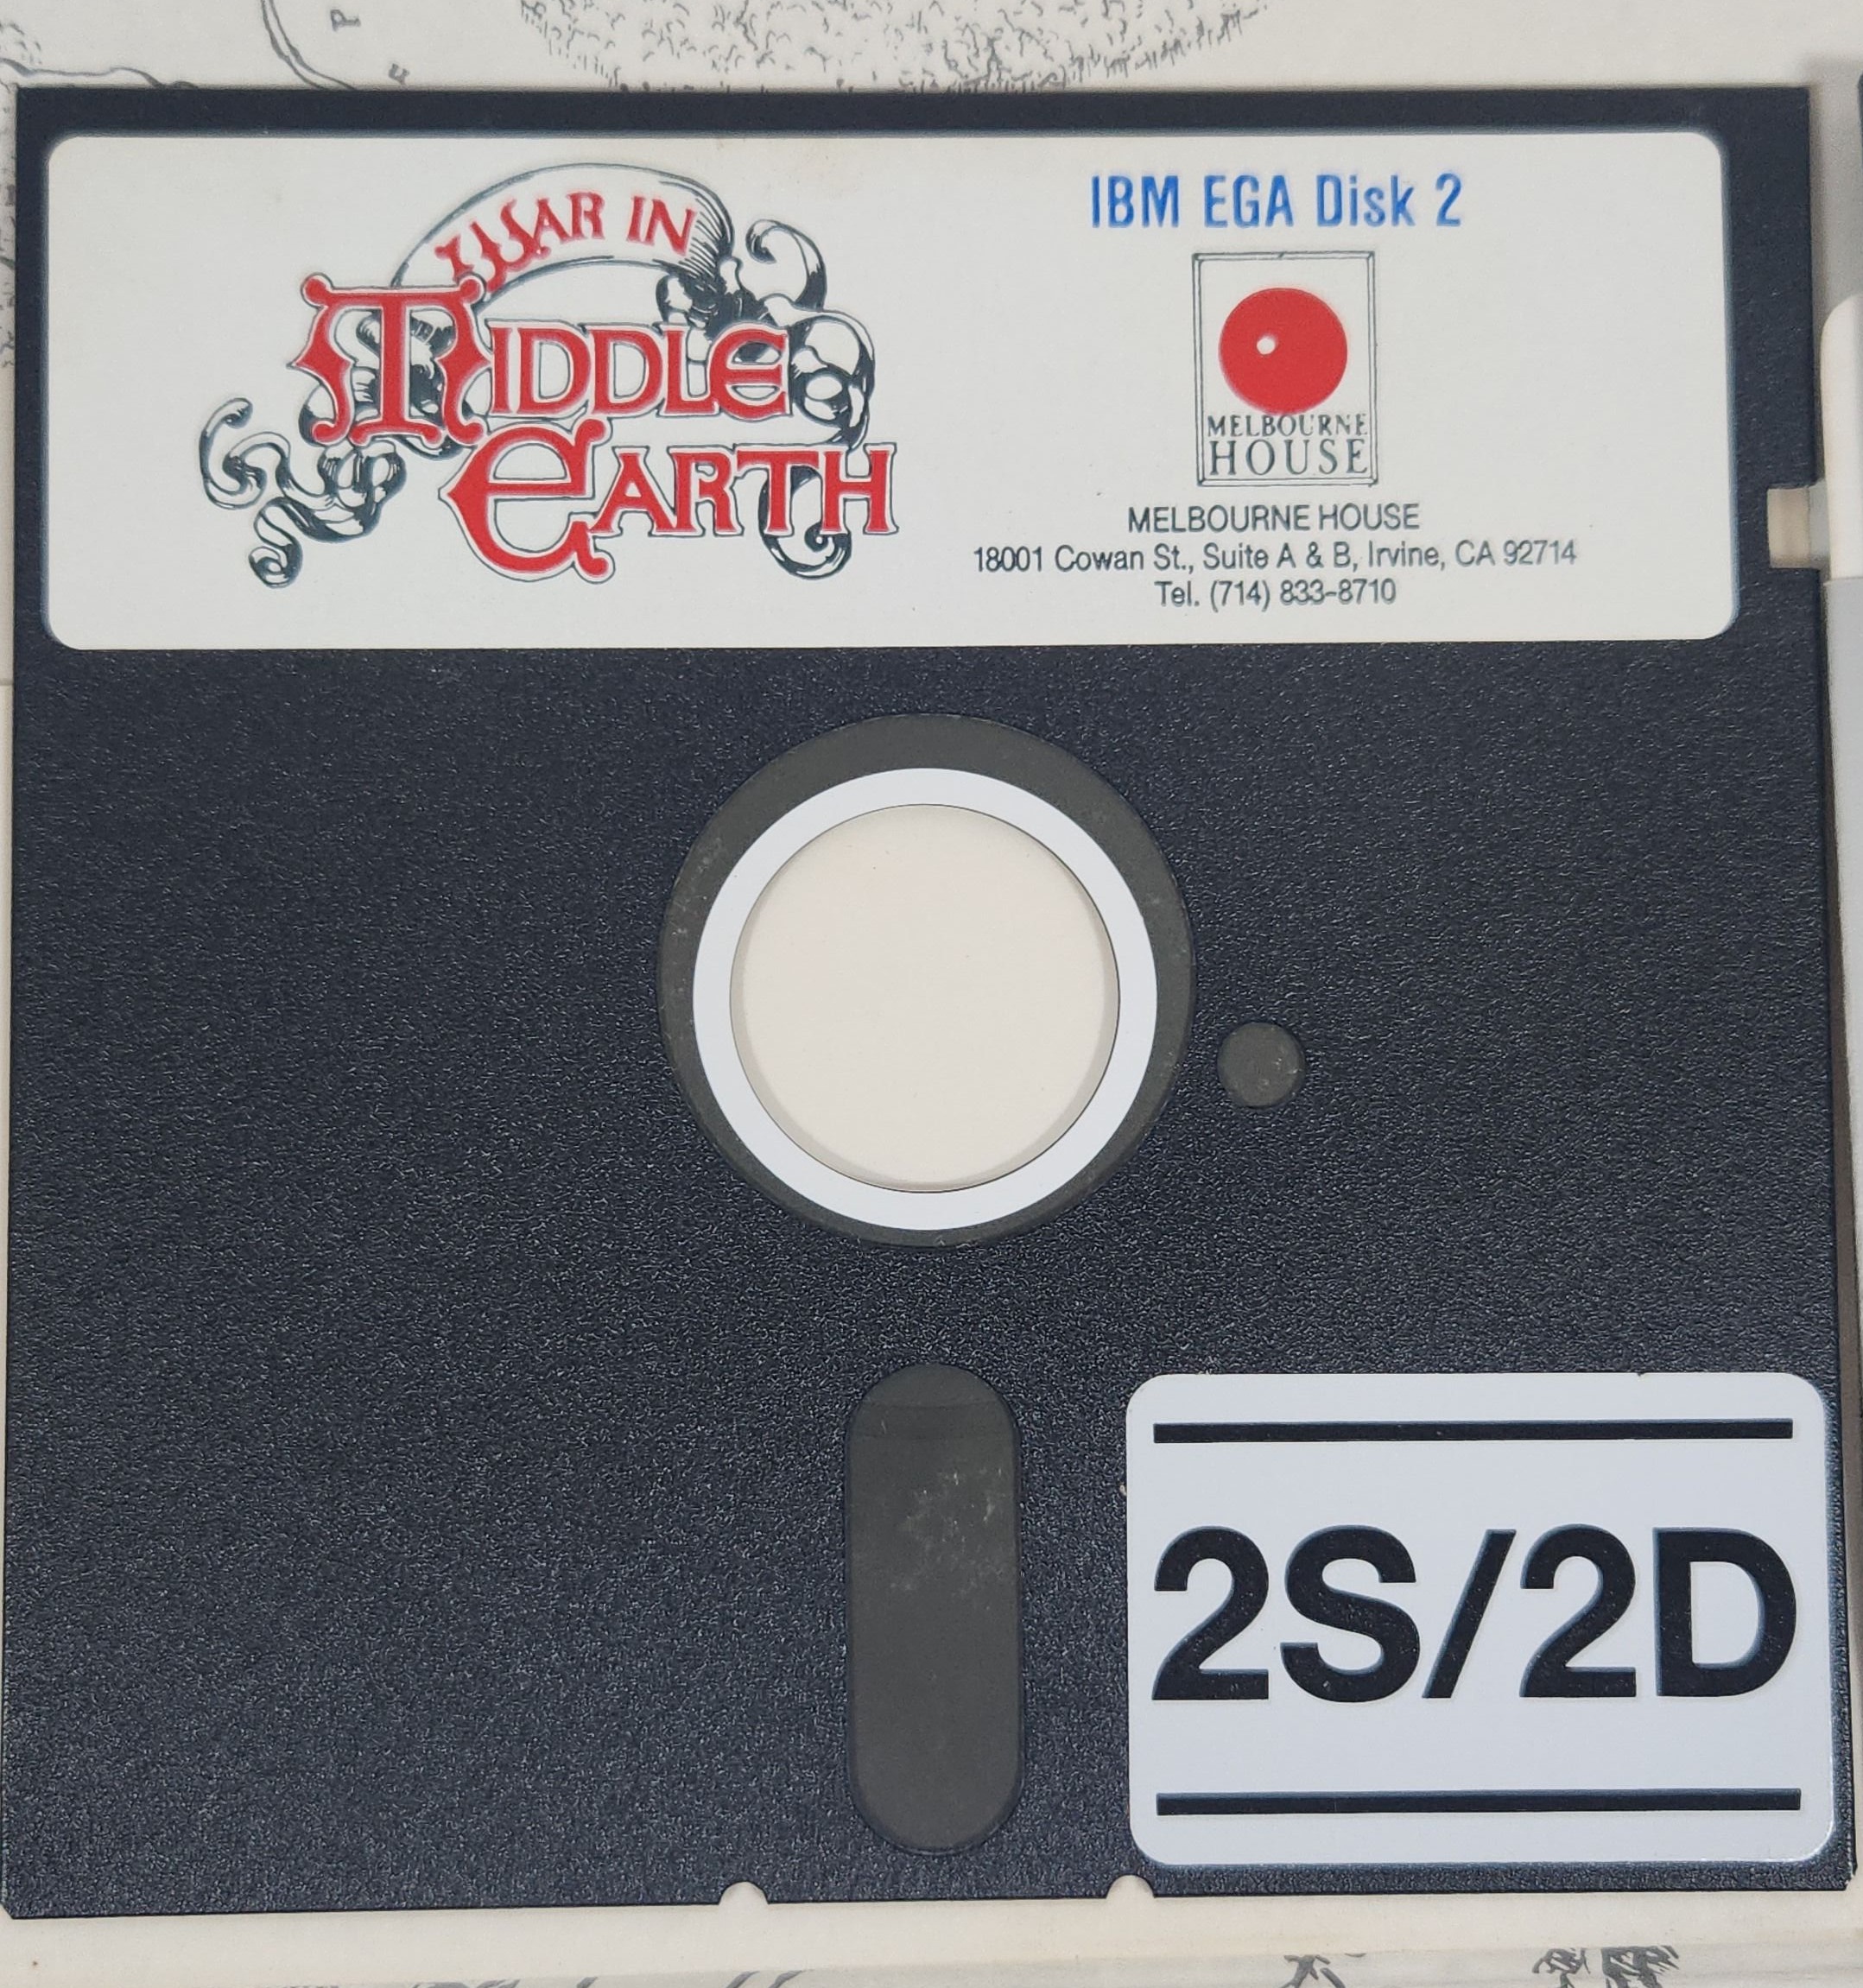 P
u
WAR IN
MIDDLE
EARTH
IBM EGA Disk 2
MELBOURNE
HOUSE
MELBOURNE HOUSE
18001 Cowan St., Suite A & B, Irvine, CA 92714
Tel. (714) 833-8710
2S/2D